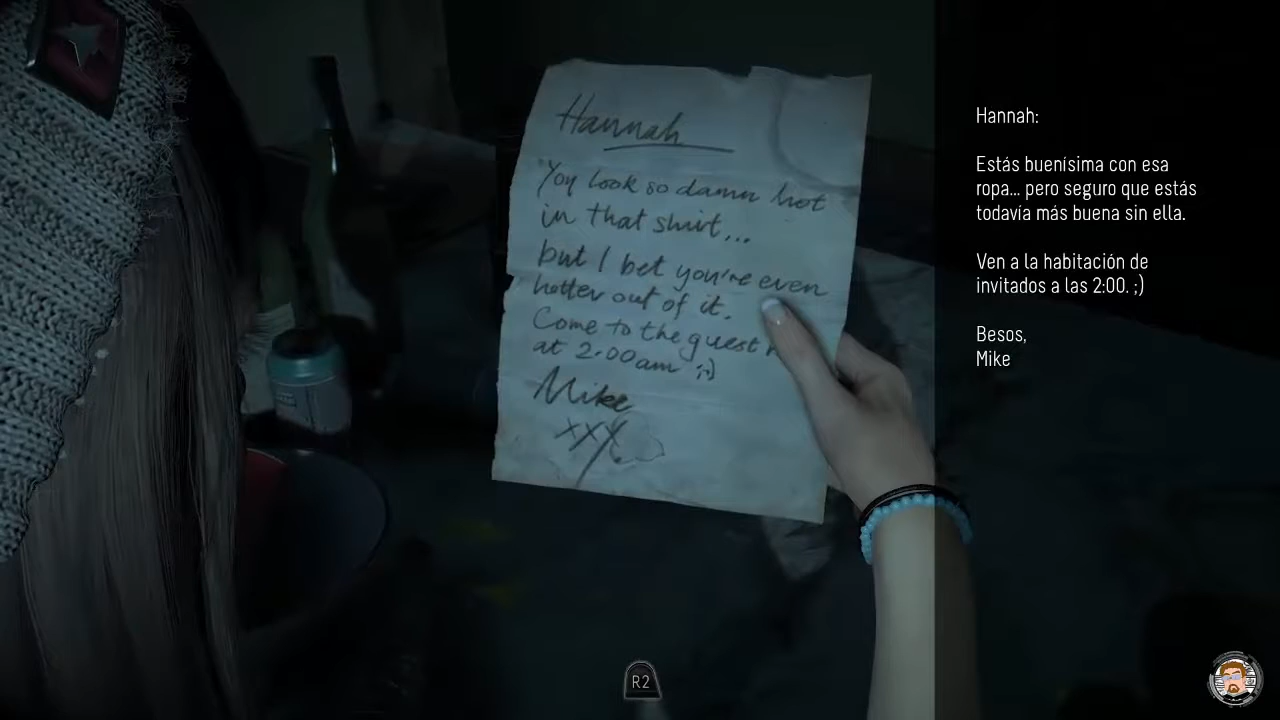 Hannah
You look so damn hot
in that shirt...
but I bet you're even
hotter out of it.
Come to the guest
at 2.00am ;)
Mike
xxx
Hannah:
Estás buenísima con esa
ropa... pero seguro que estás
todavía más buena sin ella.
Ven a la habitación de
invitados a las 2:00. ;)
Besos,
Mike
R2